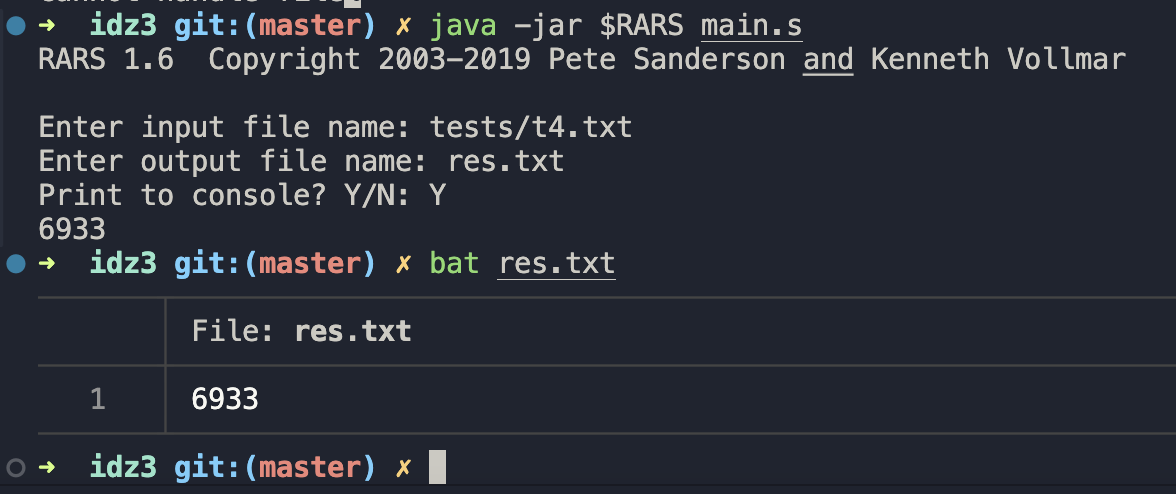 ➜ idz3 git:(master) ✗ java -jar $RARS main.s
RARS 1.6  Copyright 2003-2019 Pete Sanderson and Kenneth Vollmar
Enter input file name: tests/t4.txt
Enter output file name: res.txt
Print to console? Y/N: Y
6933
➜ idz3 git:(master) ✗ bat res.txt
File: res.txt
1 6933
➜ idz3 git:(master) ✗